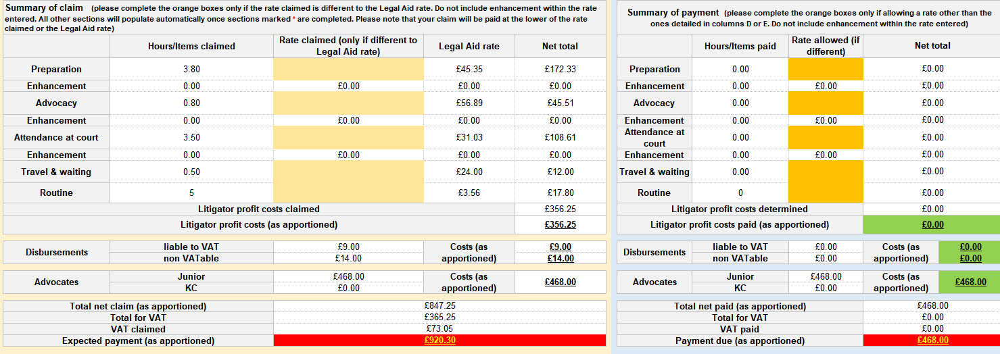 Summary of claim (please complete the orange boxes only if the rate claimed is different to the Legal Aid rate. Do not include enhancement within the rate
entered. All other sections will populate automatically once sections marked * are completed. Please note that your claim will be paid at the lower of the rate
claimed or the Legal Aid rate)
Hours/Items claimed Rate claimed (only if different to Legal Aid rate) Legal Aid rate Net total
Preparation 3.80 £45.35 £172.33
Enhancement 0.00 £0.00 £0.00 £0.00
Advocacy 0.80 £56.89 £45.51
Enhancement 0.00 £0.00 £0.00 £0.00
Attendance at court 3.50 £31.03 £108.61
Enhancement 0.00 £0.00 £0.00 £0.00
Travel & waiting 0.50 £24.00 £12.00
Routine 5 £3.56 £17.80
Litigator profit costs claimed £356.25
Litigator profit costs (as apportioned) £356.25
Disbursements liable to VAT £9.00 Costs (as apportioned) £9.00
non VATable £14.00 £14.00
Advocates Junior £468.00 Costs (as apportioned) £468.00
KC £0.00
Total net claim (as apportioned) £847.25
Total for VAT £365.25
VAT claimed £73.05
Expected payment (as apportioned) £920.30
Summary of payment (please complete the orange boxes only if allowing a rate other than the
ones detailed in columns D or E. Do not include enhancement within the rate entered)
Hours/Items paid Rate allowed (if different) Net total
Preparation 0.00 £0.00
Enhancement 0.00 £0.00 £0.00
Advocacy 0.00 £0.00
Enhancement 0.00 £0.00 £0.00
Attendance at court 0.00 £0.00
Enhancement 0.00 £0.00 £0.00
Travel & waiting 0.00 £0.00
Routine 0 £0.00
Litigator profit costs determined £0.00
Litigator profit costs paid (as apportioned) £0.00
Disbursements liable to VAT £0.00 Costs (as apportioned) £0.00
non VATable £0.00 £0.00
Advocates Junior £468.00 Costs (as apportioned) £468.00
KC £0.00
Total net paid (as apportioned) £468.00
Total for VAT £0.00
VAT paid £0.00
Payment due (as apportioned) £468.00